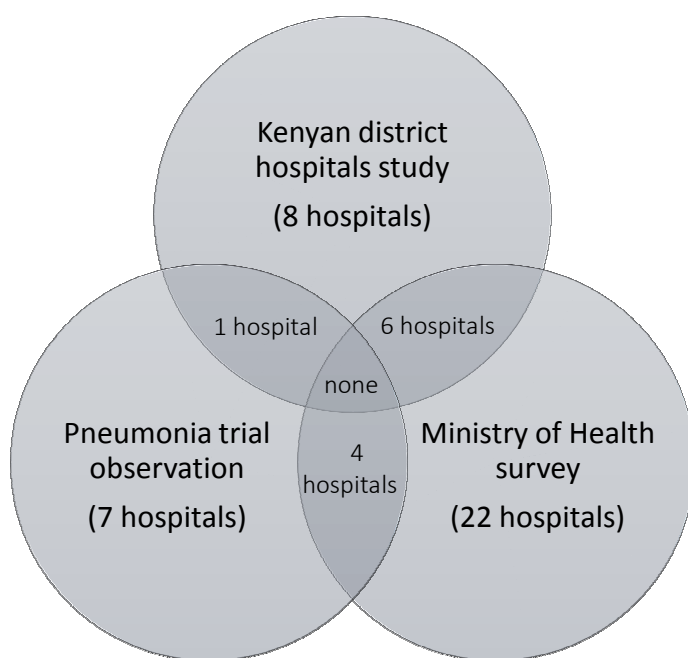 Kenyan district
hospitals study
(8 hospitals)
1 hospital
6 hospitals
none
Pneumonia trial
observation
(7 hospitals)
4
hospitals
Ministry of Health
survey
(22 hospitals)